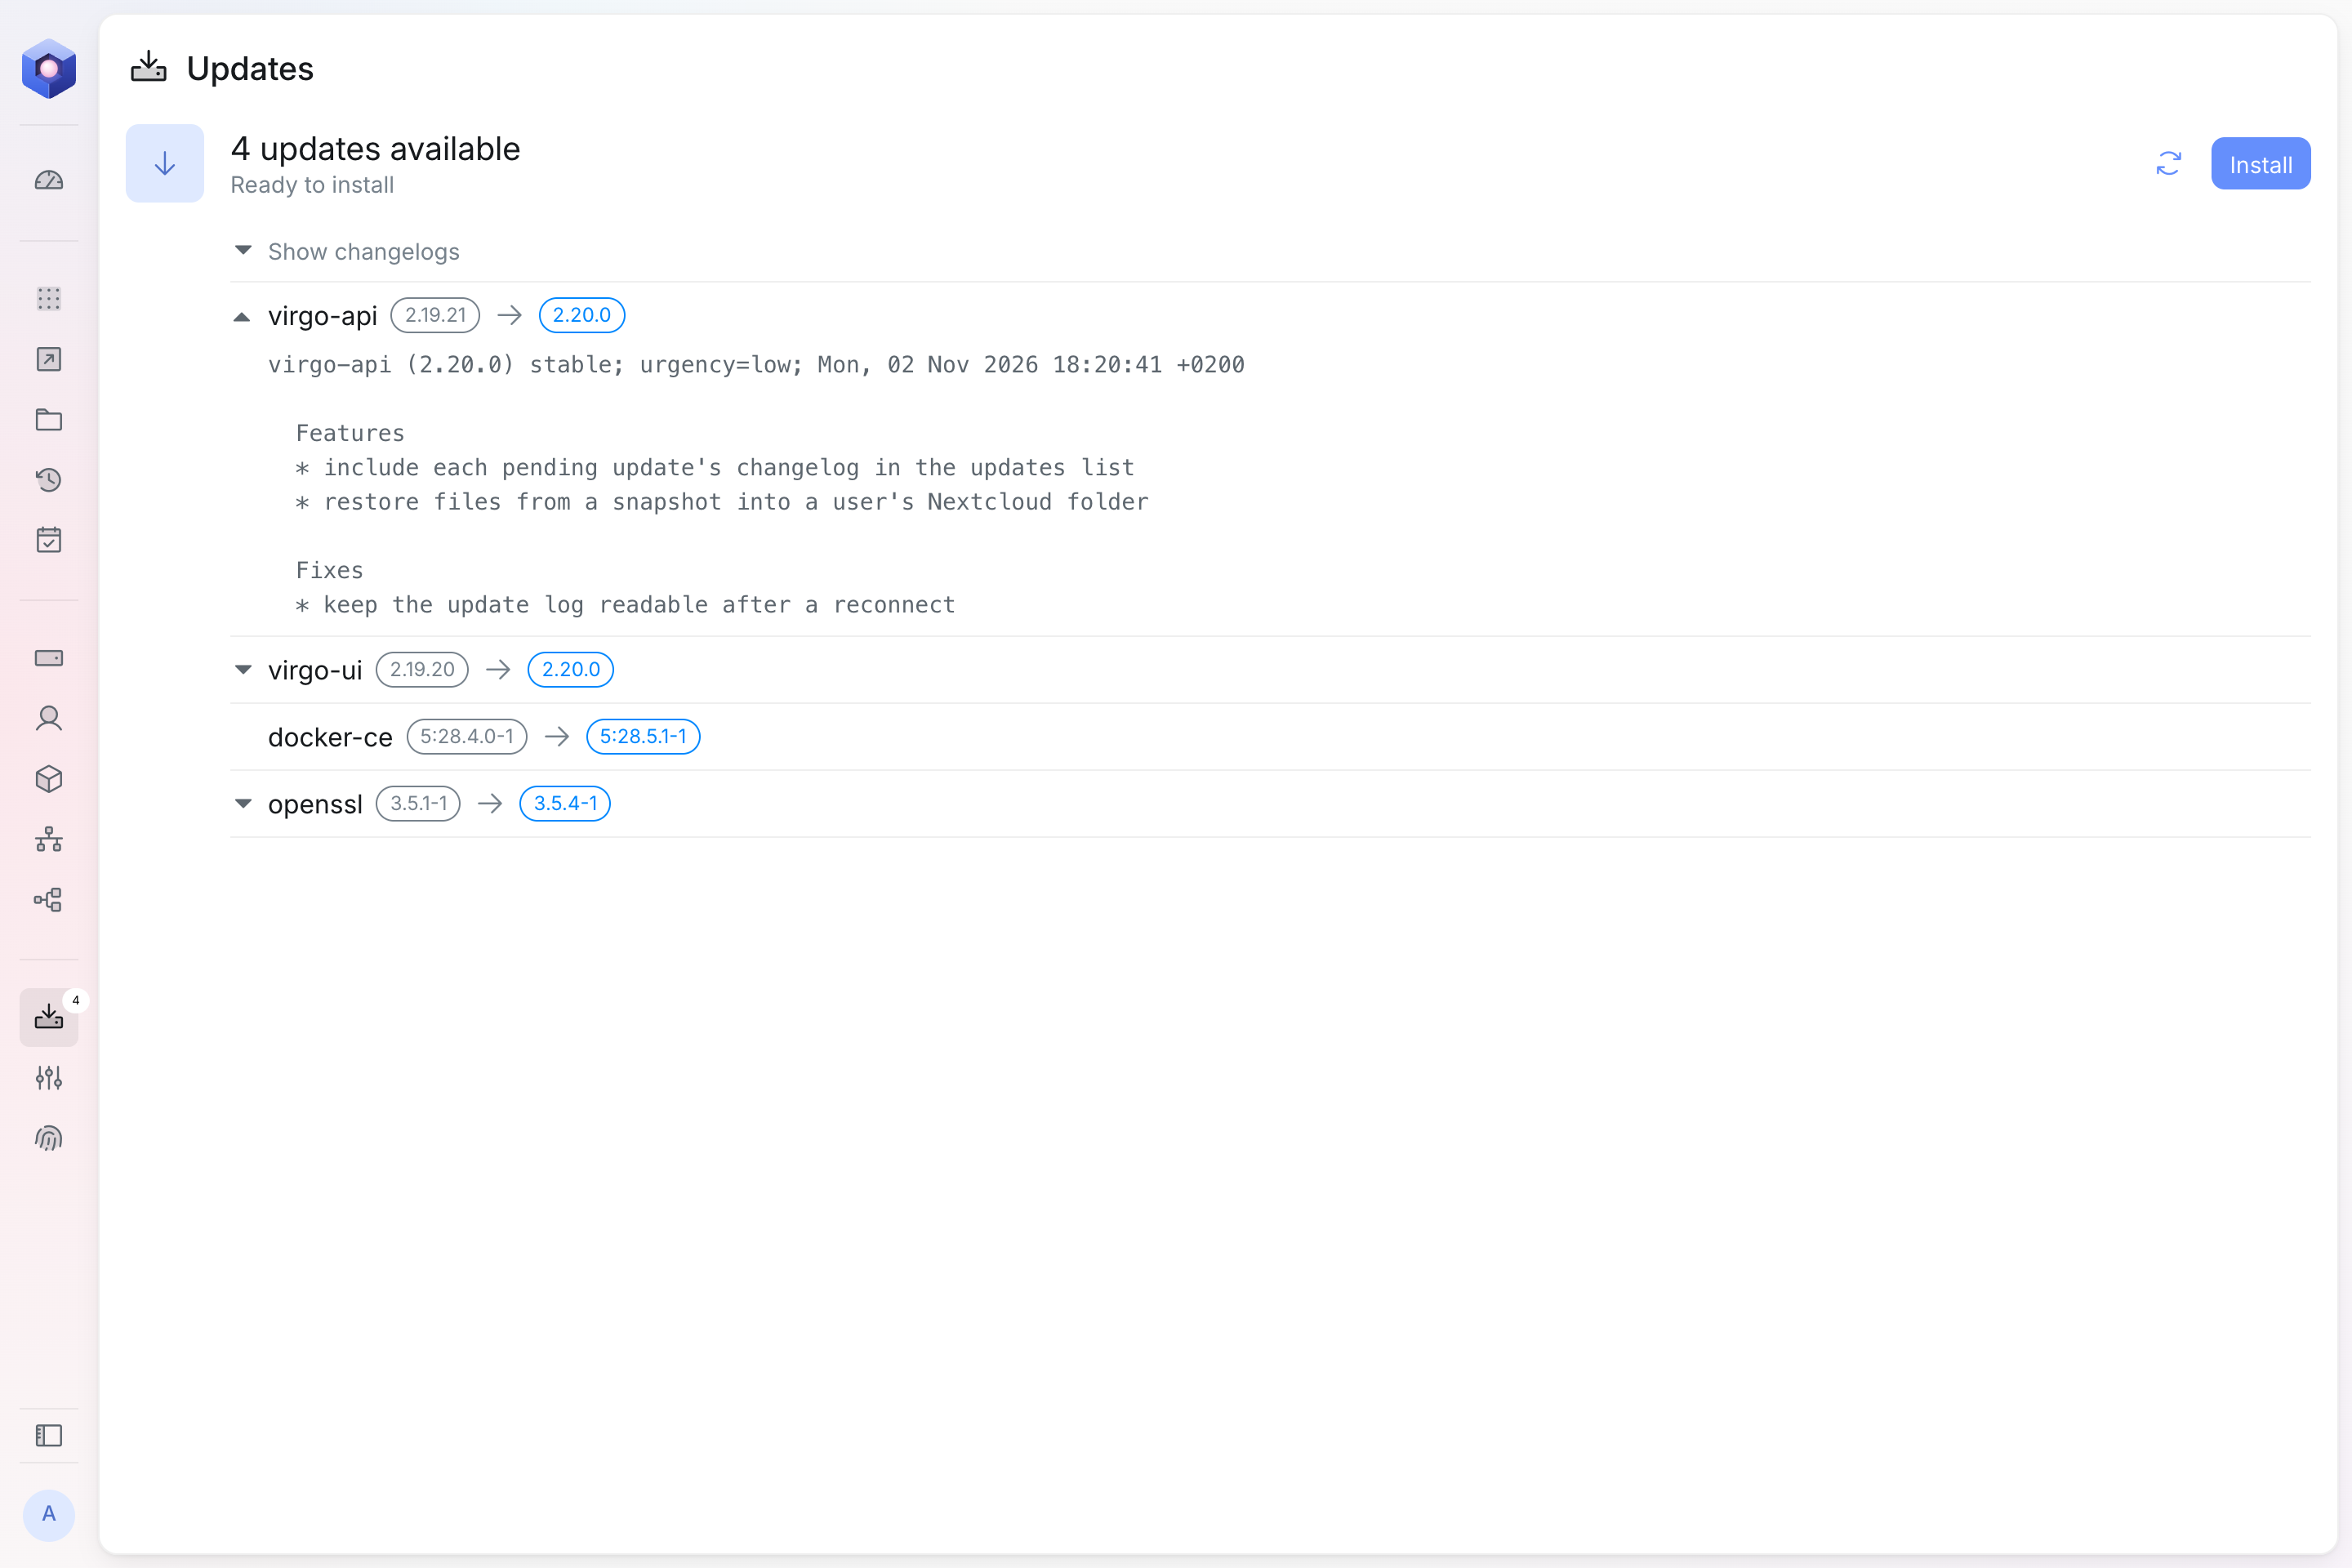 Updates
4 updates available
Ready to install
Install
Show changelogs
virgo-api 2.19.21 → 2.20.0
virgo-api (2.20.0) stable; urgency=low; Mon, 02 Nov 2026 18:20:41 +0200
Features
* include each pending update's changelog in the updates list
* restore files from a snapshot into a user's Nextcloud folder
Fixes
* keep the update log readable after a reconnect
virgo-ui 2.19.20 → 2.20.0
docker-ce 5:28.4.0-1 → 5:28.5.1-1
openssl 3.5.1-1 → 3.5.4-1
4
A